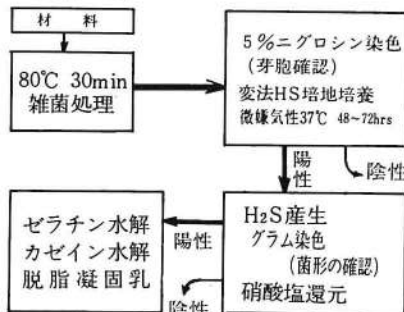 材料
80℃ 30min
雑菌処理
5%ニグロシン染色
(芽胞確認)
変法HS培地培養
微嫌気性37℃ 48~72hrs
陽性
陰性
H₂S産生
グラム染色
(菌形の確認)
硝酸塩還元
陽性
陰性
ゼラチン水解
カゼイン水解
脱脂凝固乳